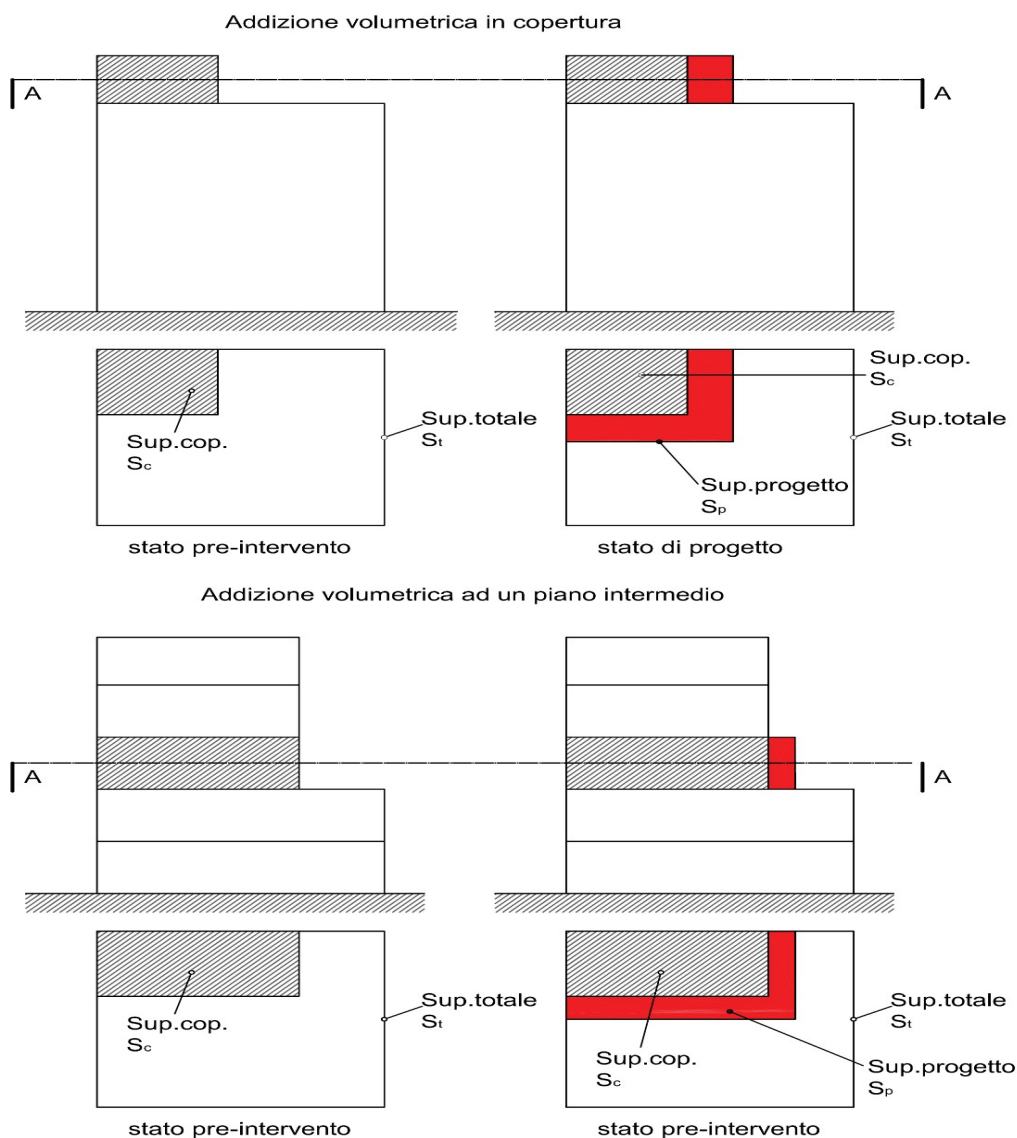 Addizione volumetrica in copertura
A
A
Sup.cop.
Sc
Sup.totale
St
Sup.cop.
Sc
Sup.totale
St
Sup.progetto
Sp
stato pre-intervento
stato di progetto
Addizione volumetrica ad un piano intermedio
A
A
Sup.cop.
Sc
Sup.totale
St
Sup.cop.
Sc
Sup.totale
St
Sup.progetto
Sp
stato pre-intervento
stato pre-intervento